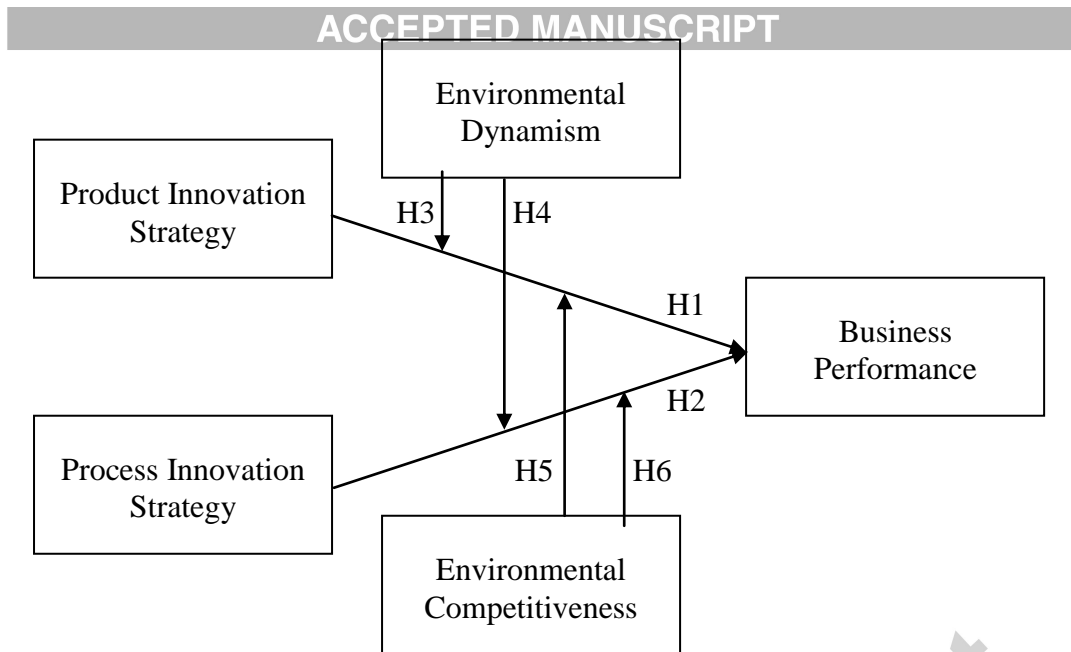 ACCEPTED MANUSCRIPT
Environmental
Dynamism
Product Innovation
Strategy
H3
H4
H1
Business
Performance
H2
Process Innovation
Strategy
H5
H6
Environmental
Competitiveness